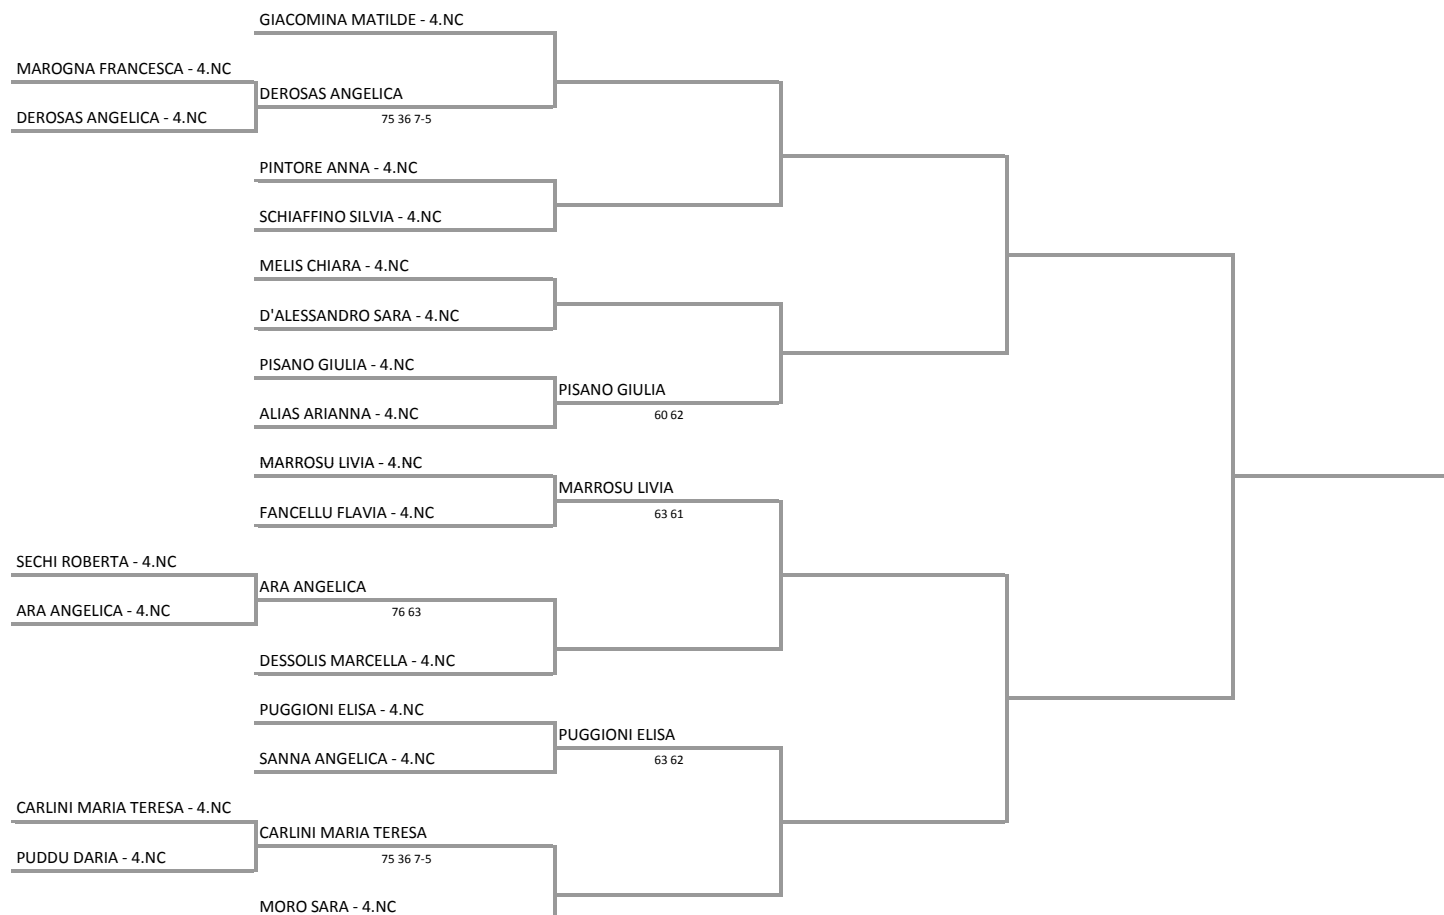 GIACOMINA MATILDE - 4.NC
MAROGNA FRANCESCA - 4.NC
DEROSAS ANGELICA
DEROSAS ANGELICA - 4.NC
75 36 7-5
PINTORE ANNA - 4.NC
SCHIAFFINO SILVIA - 4.NC
MELIS CHIARA - 4.NC
D'ALESSANDRO SARA - 4.NC
PISANO GIULIA - 4.NC
PISANO GIULIA
ALIAS ARIANNA - 4.NC
60 62
MARROSU LIVIA - 4.NC
MARROSU LIVIA
FANCELLU FLAVIA - 4.NC
63 61
SECHI ROBERTA - 4.NC
ARA ANGELICA
ARA ANGELICA - 4.NC
76 63
DESSOLIS MARCELLA - 4.NC
PUGGIONI ELISA - 4.NC
PUGGIONI ELISA
SANNA ANGELICA - 4.NC
63 62
CARLINI MARIA TERESA - 4.NC
CARLINI MARIA TERESA
PUDDU DARIA - 4.NC
75 36 7-5
MORO SARA - 4.NC